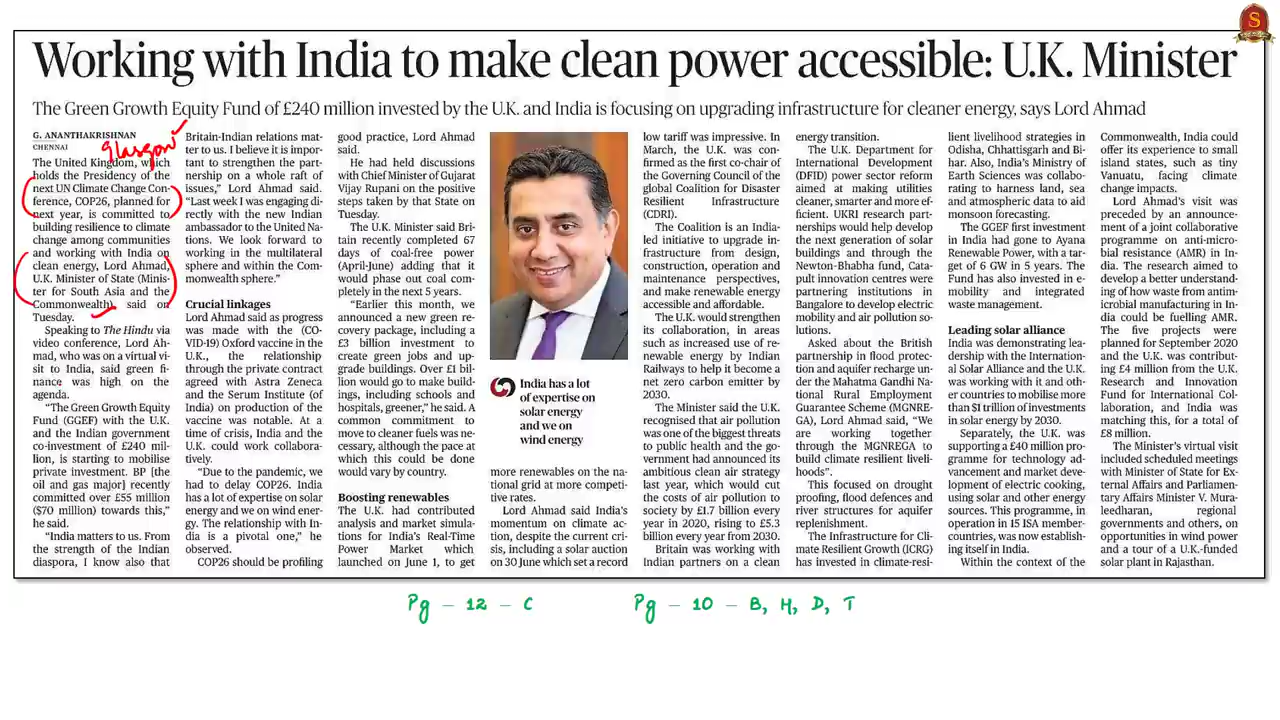 S
Working with India to make clean power accessible: U.K. Minister
The Green Growth Equity Fund of £240 million invested by the U.K. and India is focusing on upgrading infrastructure for cleaner energy, says Lord Ahmad
G. ANANTHAKRISHNAN
CHENNAI
Glasgow
The United Kingdom, which
holds the Presidency of the
next UN Climate Change Con-
ference, COP26, planned for
next year, is committed to
building resilience to climate
change among communities
and working with India on
clean energy, Lord Ahmad,
U.K. Minister of State (Minis-
ter for South Asia and the
Commonwealth), said on
Tuesday.
Speaking to The Hindu via
video conference, Lord Ah-
mad, who was on a virtual vi-
sit to India, said green fi-
nance was high on the
agenda.
“The Green Growth Equity
Fund (GGEF) with the U.K.
and the Indian government
co-investment of £240 mil-
lion, is starting to mobilise
private investment. BP [the
oil and gas major] recently
committed over £55 million
($70 million) towards this,”
he said.
“India matters to us. From
the strength of the Indian
diaspora, I know also that
Britain-Indian relations mat-
ter to us. I believe it is impor-
tant to strengthen the part-
nership on a whole raft of
issues,” Lord Ahmad said.
“Last week I was engaging di-
rectly with the new Indian
ambassador to the United Na-
tions. We look forward to
working in the multilateral
sphere and within the Com-
monwealth sphere.”
Crucial linkages
Lord Ahmad said as progress
was made with the (CO-
VID-19) Oxford vaccine in the
U.K., the relationship
through the private contract
agreed with Astra Zeneca
and the Serum Institute (of
India) on production of the
vaccine was notable. At a
time of crisis, India and the
U.K. could work collabora-
tively.
“Due to the pandemic, we
had to delay COP26. India
has a lot of expertise on solar
energy and we on wind ener-
gy. The relationship with In-
dia is a pivotal one,” he
observed.
COP26 should be profiling
good practice, Lord Ahmad
said.
He had held discussions
with Chief Minister of Gujarat
Vijay Rupani on the positive
steps taken by that State on
Tuesday.
The U.K. Minister said Bri-
tain recently completed 67
days of coal-free power
(April-June) adding that it
would phase out coal com-
pletely in the next 5 years.
“Earlier this month, we
announced a new green re-
covery package, including a
£3 billion investment to
create green jobs and up-
grade buildings. Over £1 bil-
lion would go to make build-
ings, including schools and
hospitals, greener,” he said. A
common commitment to
move to cleaner fuels was ne-
cessary, although the pace at
which this could be done
would vary by country.
Boosting renewables
The U.K. had contributed
analysis and market simula-
tions for India’s Real-Time
Power Market which
launched on June 1, to get
India has a lot
of expertise on
solar energy
and we on
wind energy
more renewables on the na-
tional grid at more competi-
tive rates.
Lord Ahmad said India’s
momentum on climate ac-
tion, despite the current cri-
sis, including a solar auction
on 30 June which set a record
low tariff was impressive. In
March, the U.K. was con-
firmed as the first co-chair of
the Governing Council of the
global Coalition for Disaster
Resilient Infrastructure
(CDRI).
The Coalition is an India-
led initiative to upgrade in-
frastructure from design,
construction, operation and
maintenance perspectives,
and make renewable energy
accessible and affordable.
The U.K. would strengthen
its collaboration, in areas
such as increased use of re-
newable energy by Indian
Railways to help it become a
net zero carbon emitter by
2030.
The Minister said the U.K.
recognised that air pollution
was one of the biggest threats
to public health and the go-
vernment had announced its
ambitious clean air strategy
last year, which would cut
the costs of air pollution to
society by £1.7 billion every
year in 2020, rising to £5.3
billion every year from 2030.
Britain was working with
Indian partners on a clean
energy transition.
The U.K. Department for
International Development
(DFID) power sector reform
aimed at making utilities
cleaner, smarter and more ef-
ficient. UKRI research part-
nerships would help develop
the next generation of solar
buildings and through the
Newton-Bhabha fund, Cata-
pult innovation centres were
partnering institutions in
Bangalore to develop electric
mobility and air pollution so-
lutions.
Asked about the British
partnership in flood protec-
tion and aquifer recharge un-
der the Mahatma Gandhi Na-
tional Rural Employment
Guarantee Scheme (MGNRE-
GA), Lord Ahmad said, “We
are working together
through the MGNREGA to
build climate resilient liveli-
hoods”.
This focused on drought
proofing, flood defences and
river structures for aquifer
replenishment.
The Infrastructure for Cli-
mate Resilient Growth (ICRG)
has invested in climate-resi-
lient livelihood strategies in
Odisha, Chhattisgarh and Bi-
har. Also, India’s Ministry of
Earth Sciences was collabo-
rating to harness land, sea
and atmospheric data to aid
monsoon forecasting.
The GGEF first investment
in India had gone to Ayana
Renewable Power, with a tar-
get of 6 GW in 5 years. The
Fund has also invested in e-
mobility and integrated
waste management.
Leading solar alliance
India was demonstrating lea-
dership with the Internation-
al Solar Alliance and the U.K.
was working with it and oth-
er countries to mobilise more
than $1 trillion of investments
in solar energy by 2030.
Separately, the U.K. was
supporting a £40 million pro-
gramme for technology ad-
vancement and market deve-
lopment of electric cooking,
using solar and other energy
sources. This programme, in
operation in 15 ISA member-
countries, was now establish-
ing itself in India.
Within the context of the
Commonwealth, India could
offer its experience to small
island states, such as tiny
Vanuatu, facing climate
change impacts.
Lord Ahmad’s visit was
preceded by an announce-
ment of a joint collaborative
programme on anti-micro-
bial resistance (AMR) in In-
dia. The research aimed to
develop a better understand-
ing of how waste from antim-
icrobial manufacturing in In-
dia could be fuelling AMR.
The five projects were
planned for September 2020
and the U.K. was contribut-
ing £4 million from the U.K.
Research and Innovation
Fund for International Col-
laboration, and India was
matching this, for a total of
£8 million.
The Minister’s virtual visit
included scheduled meetings
with Minister of State for Ex-
ternal Affairs and Parliamen-
tary Affairs Minister V. Mura-
leedharan, regional
governments and others, on
opportunities in wind power
and a tour of a U.K.-funded
solar plant in Rajasthan.
Pg – 12 – C
Pg – 10 – B, H, D, T